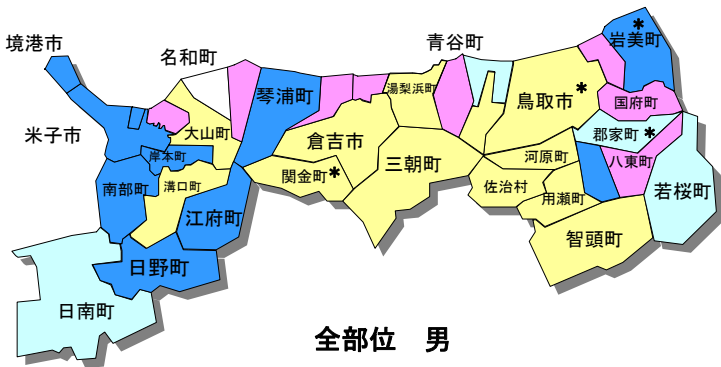 境港市
名和町
青谷町
岩美町
＊
琴浦町
湯梨浜町
鳥取市＊
国府町
米子市
大山町
倉吉市
郡家町＊
岸本町
三朝町
河原町
八東町
関金町＊
南部町
溝口町
佐治村
用瀬町
若桜町
江府町
智頭町
日野町
日南町
全部位　男